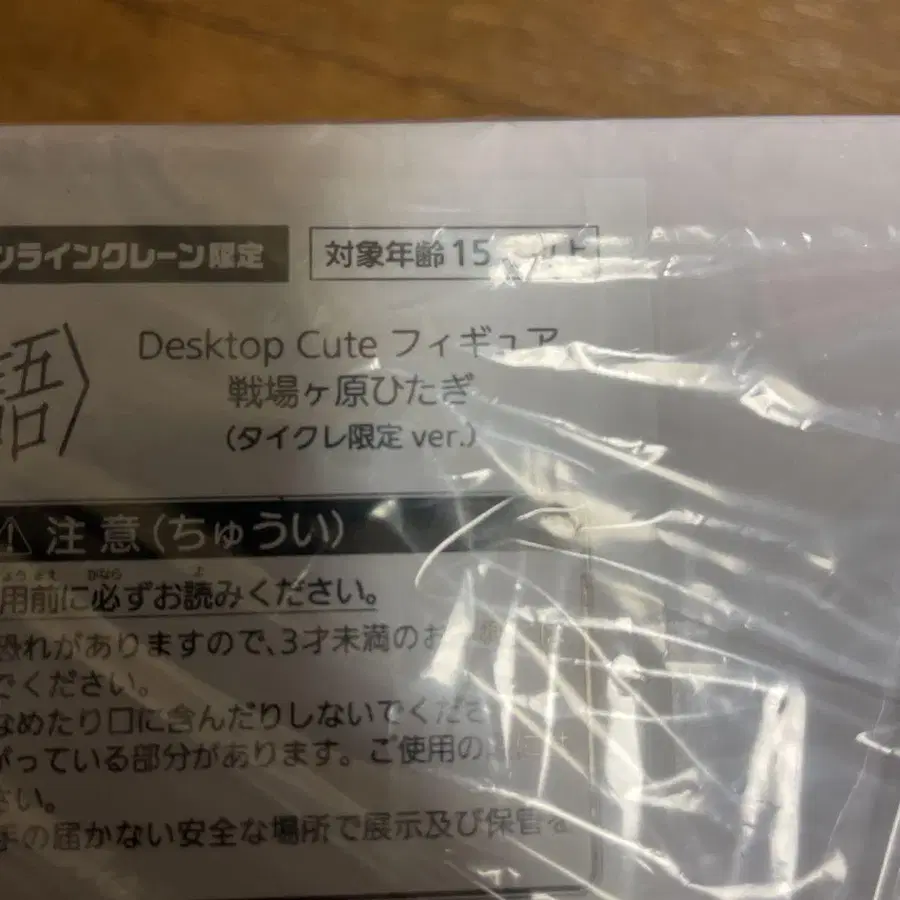 ンラインクレーン限定
対象年齢15
語〉
Desktop Cute フィギュア
戦場ヶ原ひたぎ
(タイクレ限定 ver.)
注意(ちゅうい)
用前に必ずお読みください。
恐れがありますので、3才未満のお
でください。
なめたり口に含んだりしないでくださ
がっている部分があります。ご使用の
さい。
手の届かない安全な場所で展示及び保管